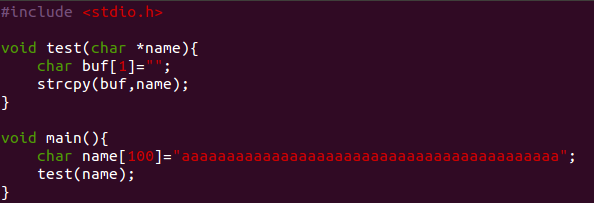 #include <stdio.h>
void test(char *name){
char buf[1]="";
strcpy(buf,name);
}
void main(){
char name[100]="aaaaaaaaaaaaaaaaaaaaaaaaaaaaaaaaaaaaaaaaaa";
test(name);
}